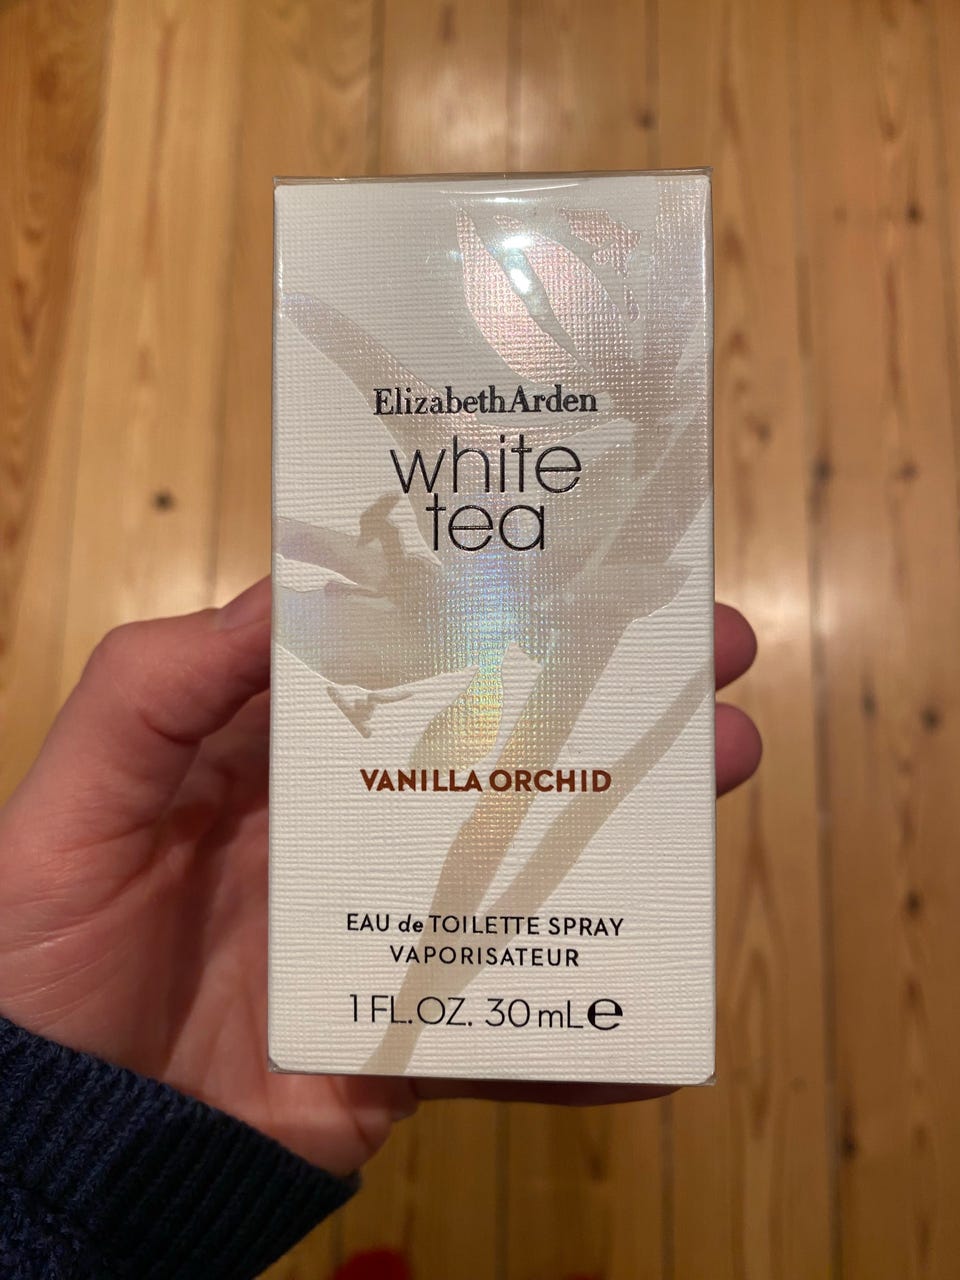 ElizabethArden
white
tea
VANILLA ORCHID
EAU de TOILETTE SPRAY
VAPORISATEUR
1 FL.OZ. 30 mL e